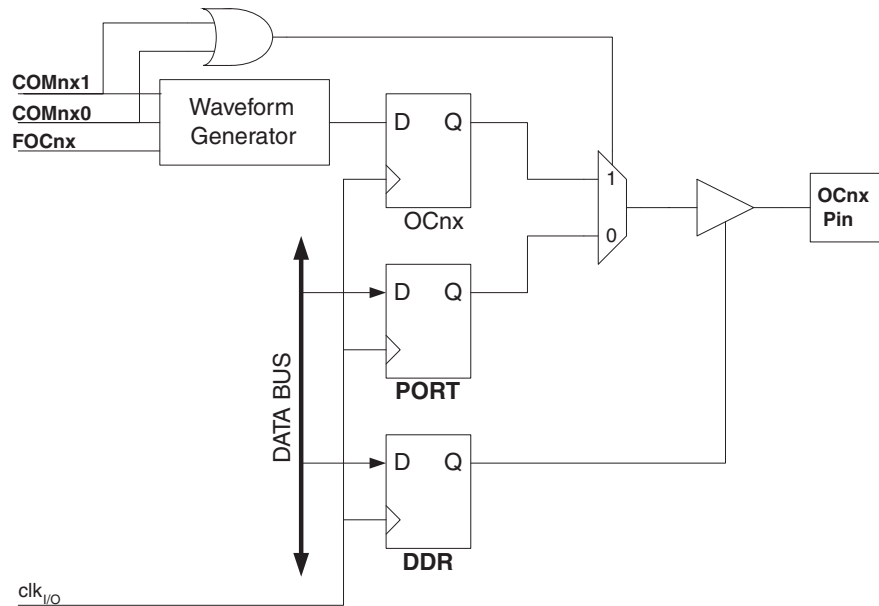 COMnx1
COMnx0
FOCnx
Waveform
Generator
D Q
OCnx
1
0
OCnx
Pin
D Q
PORT
D Q
DDR
DATA BUS
clkI/O